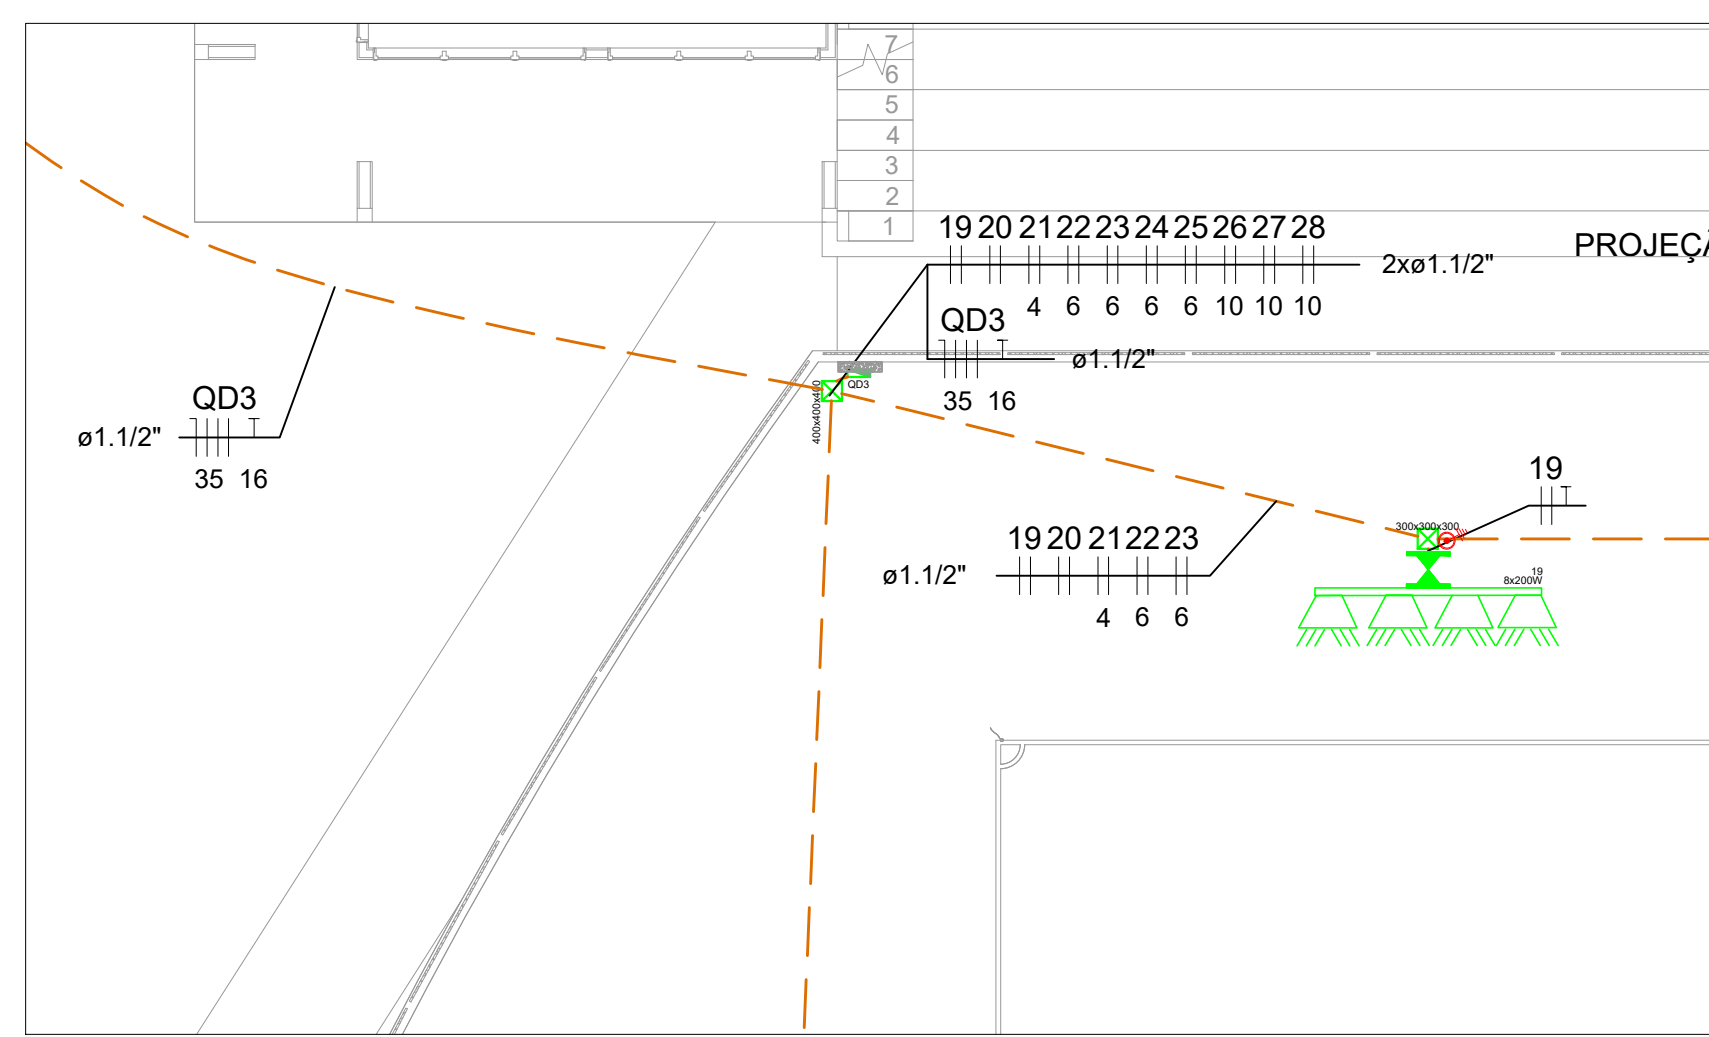 7
6
5
4
3
2
1
19 20 21 22 23 24 25 26 27 28
2xø1.1/2"
4 6 6 6 6 10 10 10
PROJEÇÃ
QD3
ø1.1/2"
35 16
QD3
400x400x400
QD3
ø1.1/2"
35 16
19
300x300x300
19 20 21 22 23
ø1.1/2"
4 6 6
19
8x200W